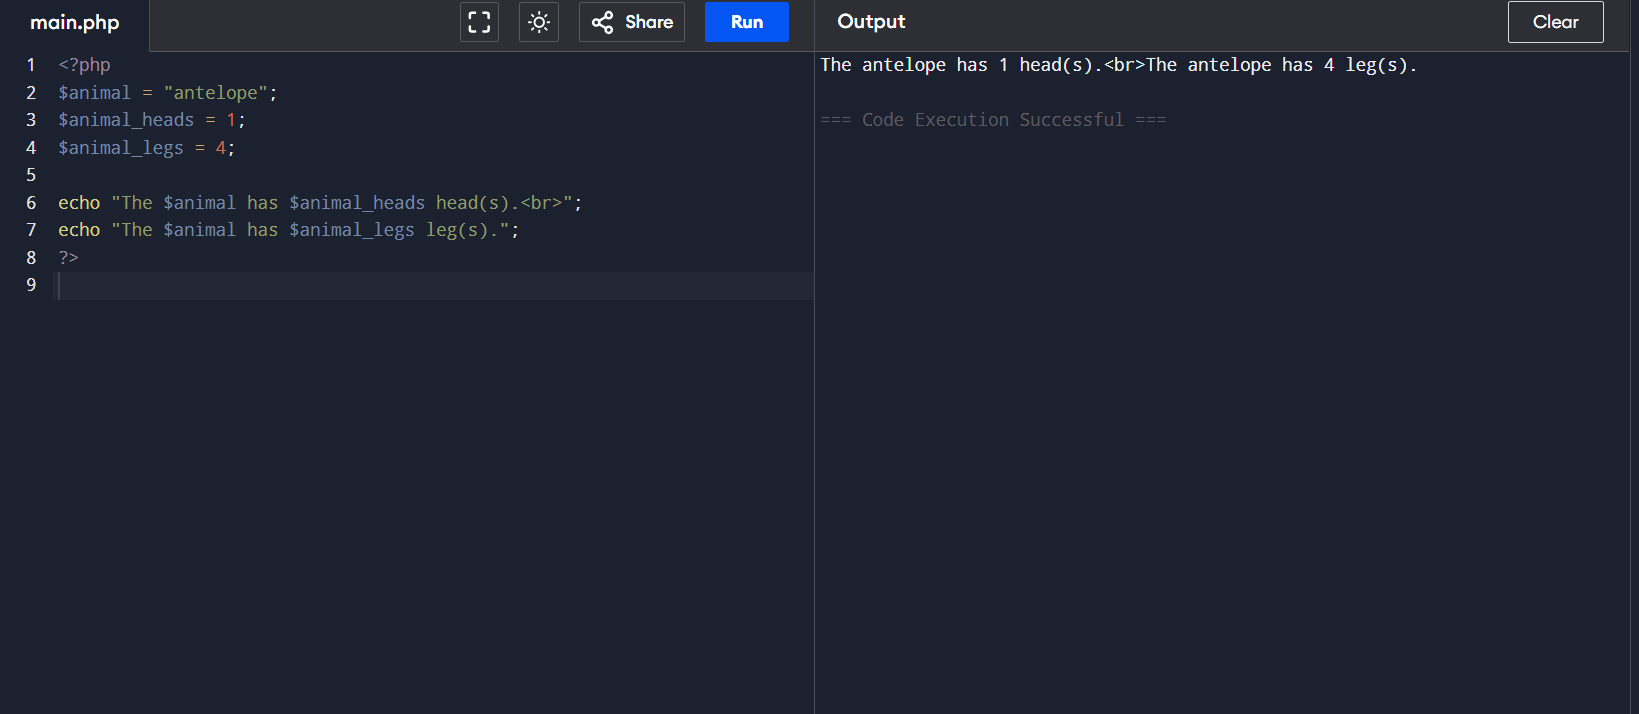 main.php Share Run Output Clear
1 <?php
2 $animal = "antelope";
3 $animal_heads = 1;
4 $animal_legs = 4;
5
6 echo "The $animal has $animal_heads head(s).<br>";
7 echo "The $animal has $animal_legs leg(s).";
8 ?>
9
The antelope has 1 head(s).<br>The antelope has 4 leg(s).
=== Code Execution Successful ===